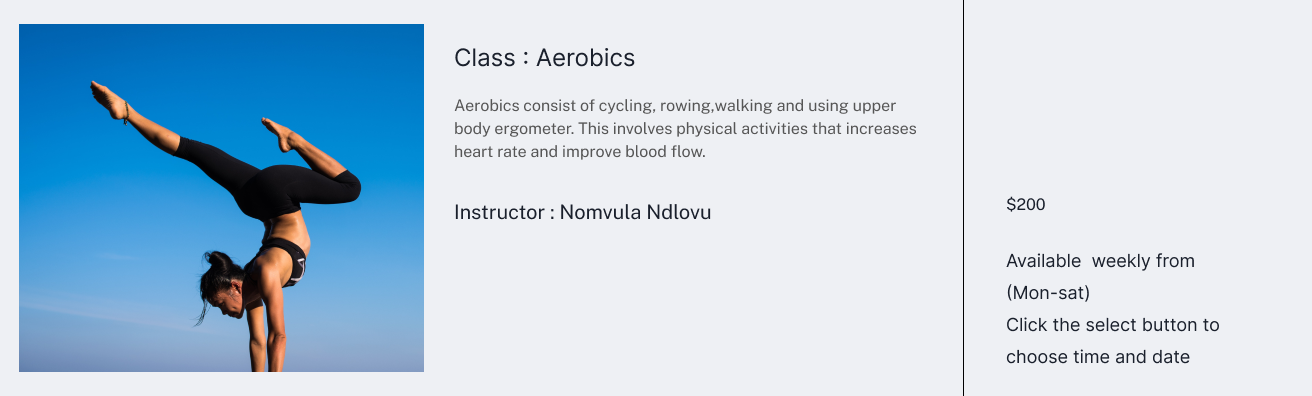 Class : Aerobics
Aerobics consist of cycling, rowing,walking and using upper
body ergometer. This involves physical activities that increases
heart rate and improve blood flow.
Instructor : Nomvula Ndlovu
$200
Available  weekly from
(Mon-sat)
Click the select button to
choose time and date